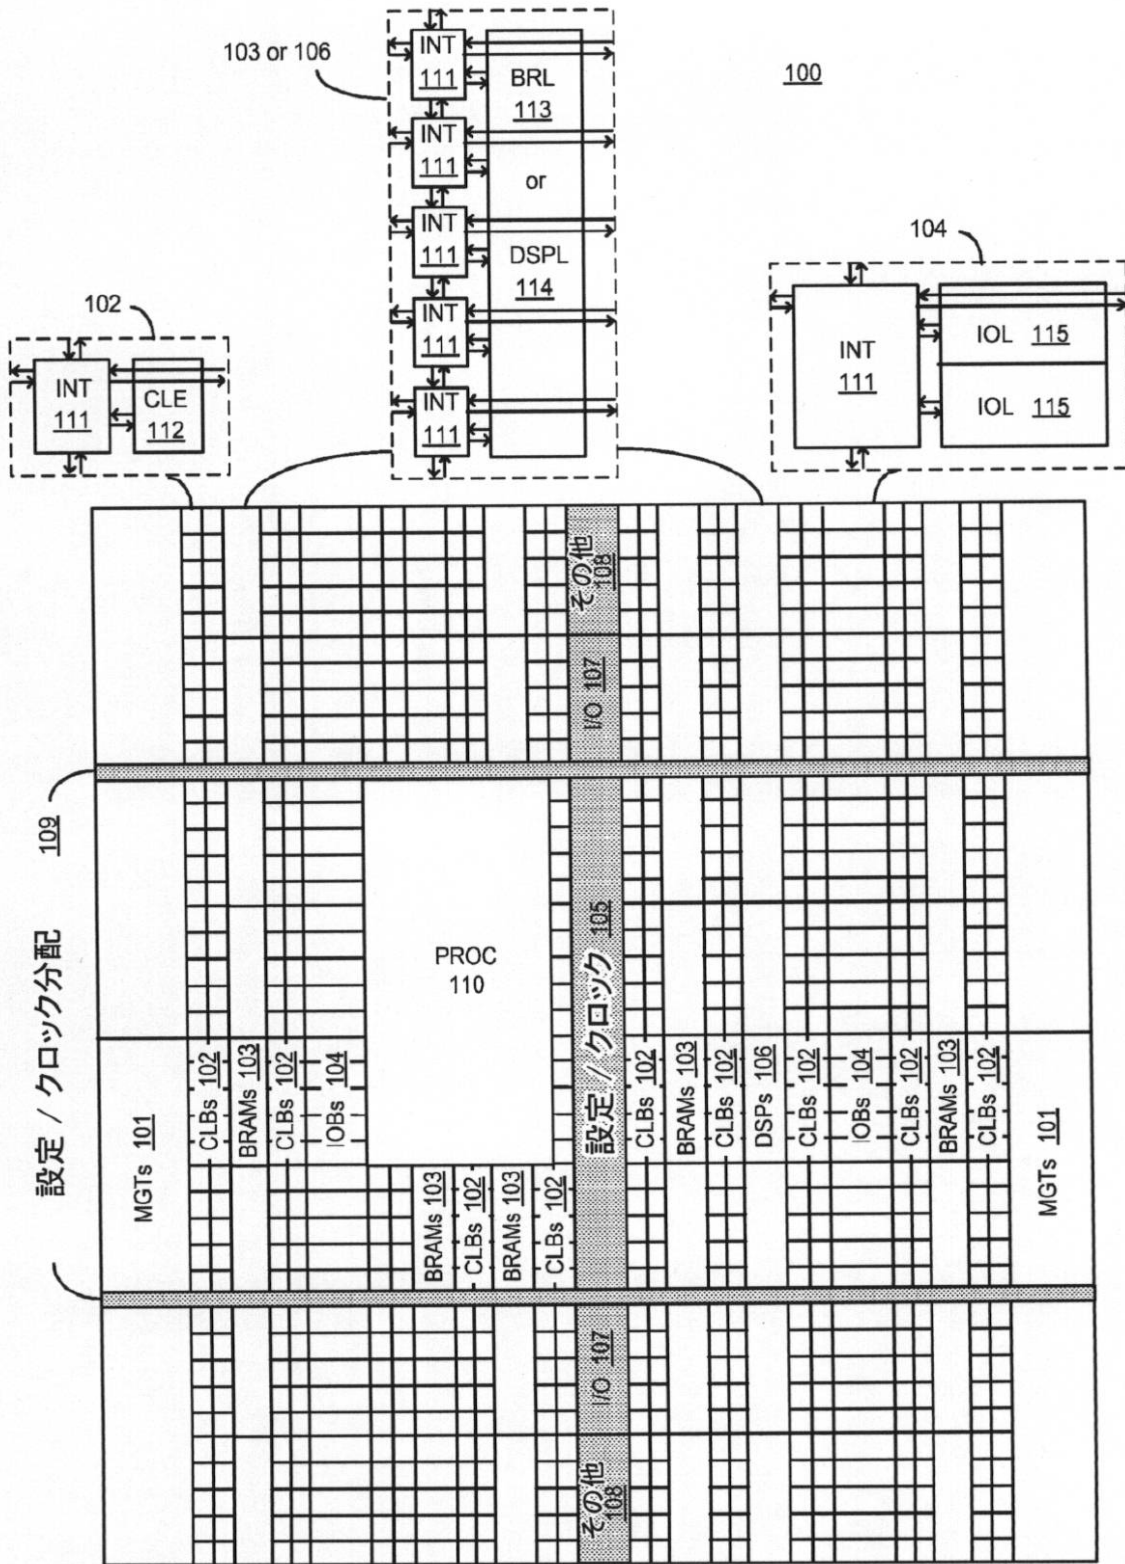 100
103 or 106
INT
111
INT
111
INT
111
INT
111
INT
111
BRL
113
or
DSPL
114
104
INT
111
IOL 115
IOL 115
102
INT
111
CLE
112
その他
108
I/O 107
設定 / クロック分配 109
PROC
110
設定 / クロック 105
MGTs 101
CLBs 102
BRAMs 103
CLBs 102
IOBs 104
BRAMs 103
CLBs 102
BRAMs 103
CLBs 102
CLBs 102
BRAMs 103
CLBs 102
DSPs 106
CLBs 102
IOBs 104
CLBs 102
BRAMs 103
CLBs 102
MGTs 101
I/O 107
その他
108